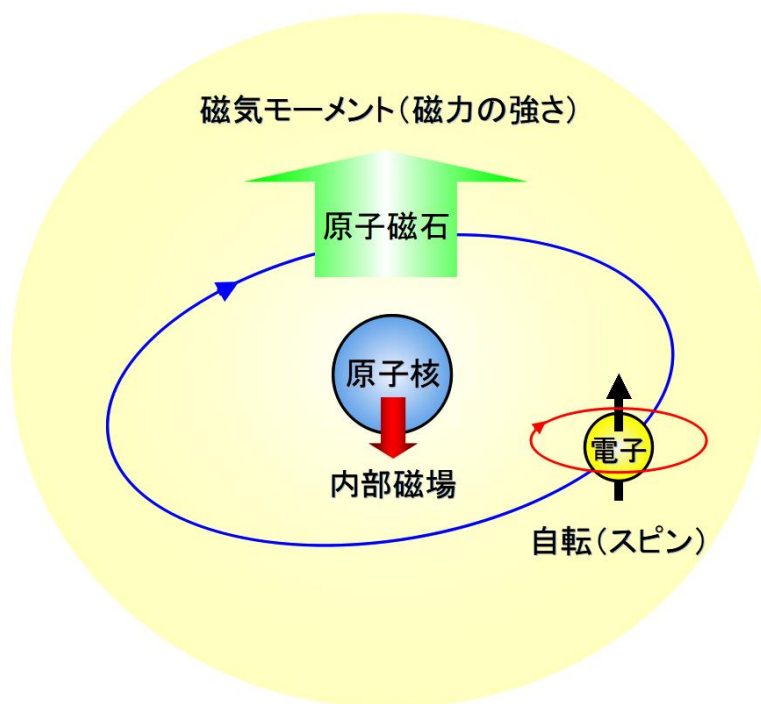 磁気モーメント（磁力の強さ）
原子磁石
原子核
電子
内部磁場
自転（スピン）